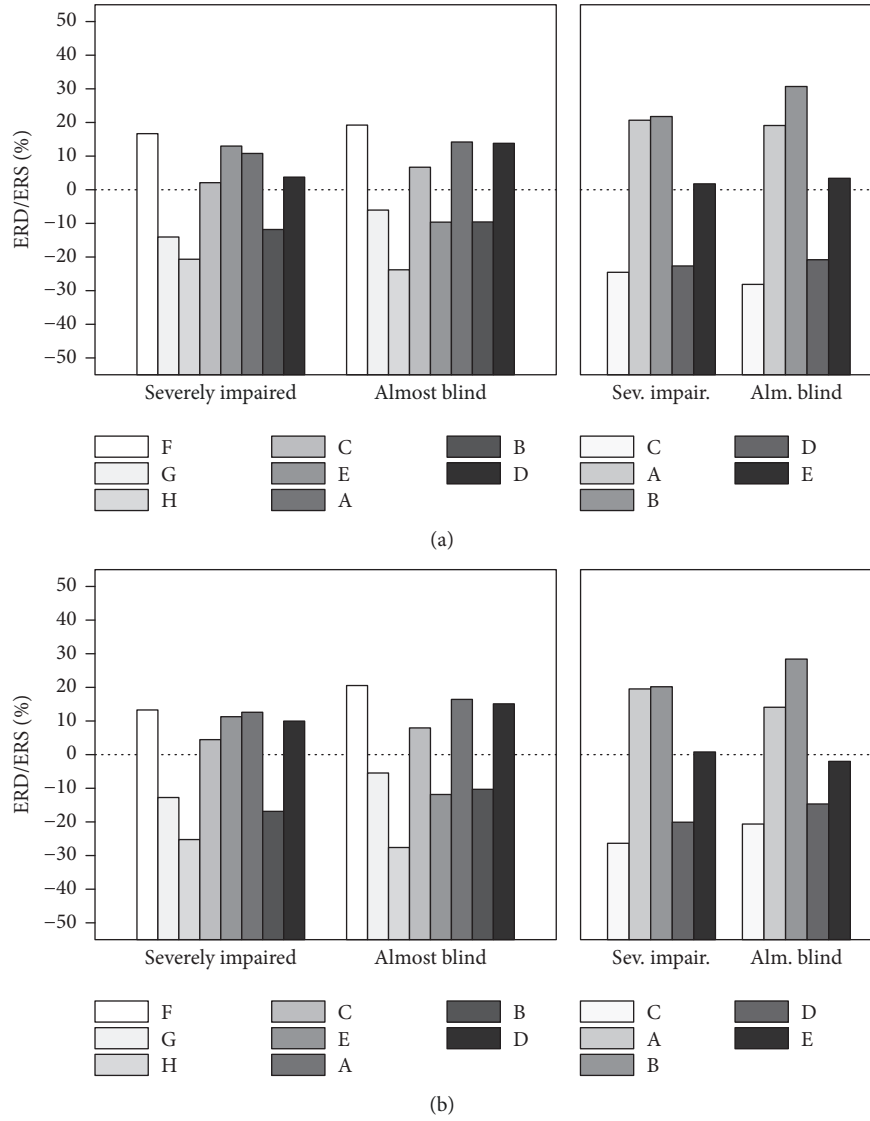 50
40
30
20
10
0
−10
−20
−30
−40
−50
ERD/ERS (%)
Severely impaired Almost blind Sev. impair. Alm. blind
F C B C D
G E D A E
H A B
(a)
50
40
30
20
10
0
−10
−20
−30
−40
−50
ERD/ERS (%)
Severely impaired Almost blind Sev. impair. Alm. blind
F C B C D
G E D A E
H A B
(b)